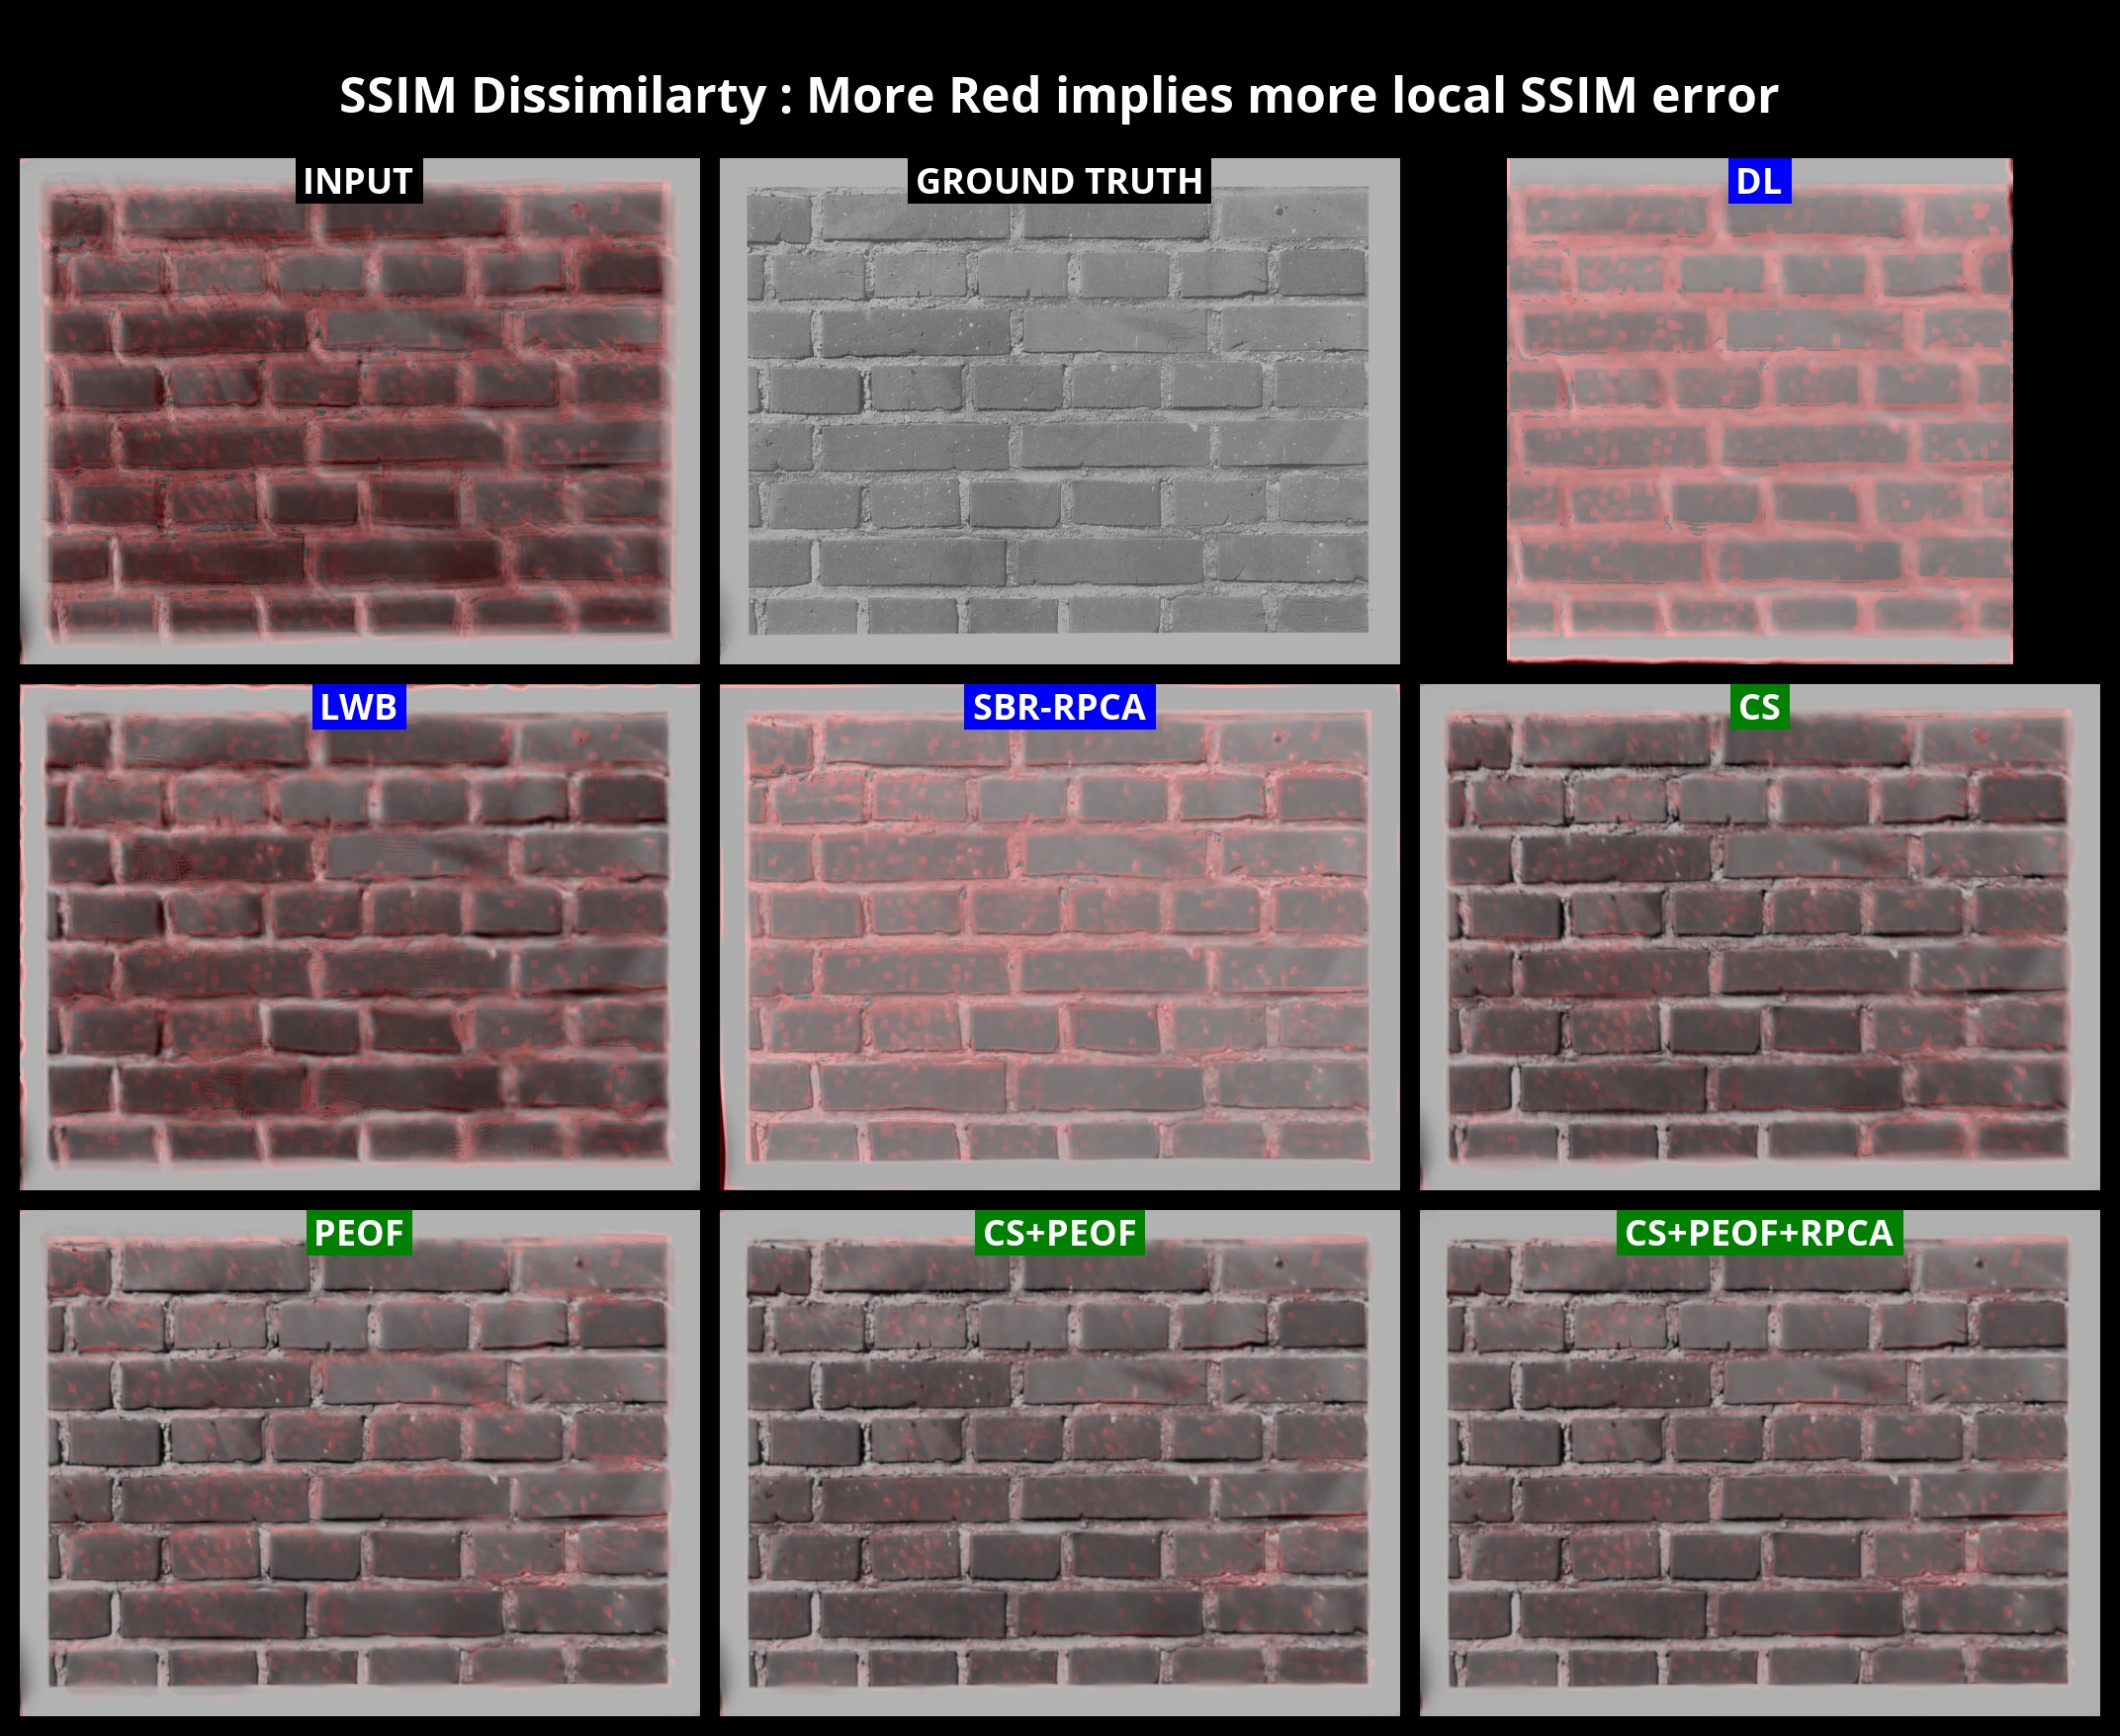 SSIM Dissimilarty : More Red implies more local SSIM error
INPUT
GROUND TRUTH
DL
LWB
SBR-RPCA
CS
PEOF
CS+PEOF
CS+PEOF+RPCA